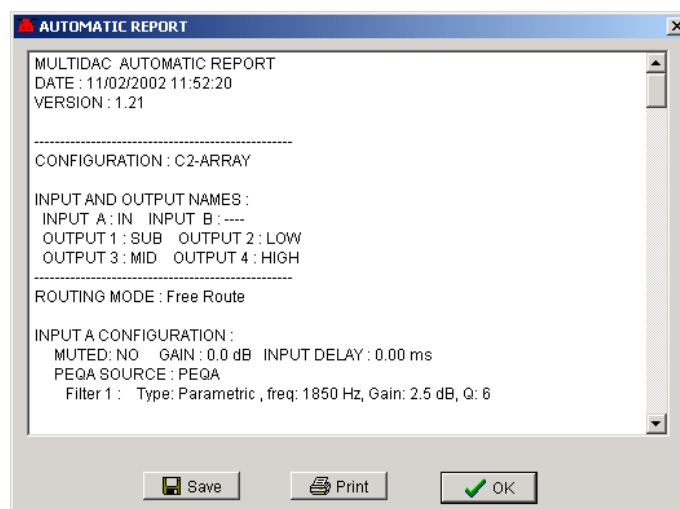 AUTOMATIC REPORT
MULTIDAC AUTOMATIC REPORT
DATE : 11/02/2002 11:52:20
VERSION : 1.21
--------------------------------------------------
CONFIGURATION : C2-ARRAY
INPUT AND OUTPUT NAMES :
INPUT A : IN INPUT B : ----
OUTPUT 1 : SUB OUTPUT 2 : LOW
OUTPUT 3 : MID OUTPUT 4 : HIGH
--------------------------------------------------
ROUTING MODE : Free Route
INPUT A CONFIGURATION :
MUTED: NO GAIN : 0.0 dB INPUT DELAY : 0.00 ms
PEQA SOURCE : PEQA
Filter 1 : Type: Parametric , freq: 1850 Hz, Gain: 2.5 dB, Q: 6
Save Print OK